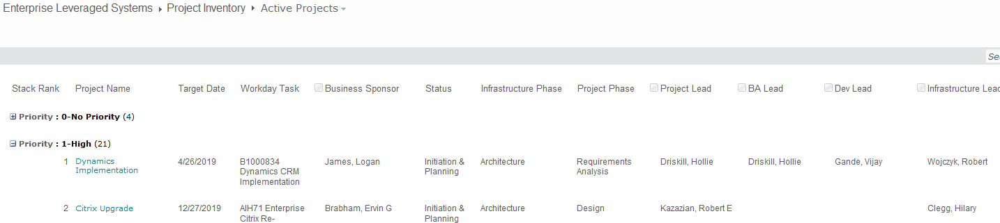 Enterprise Leveraged Systems Project Inventory Active Projects
Stack Rank Project Name Target Date Workday Task Business Sponsor Status Infrastructure Phase Project Phase Project Lead BA Lead Dev Lead Infrastructure Lead
Priority : 0-No Priority (4)
Priority : 1-High (21)
1 Dynamics 4/26/2019 B1000834 James, Logan Initiation & Architecture Requirements Driskill, Hollie Driskill, Hollie Gande, Vijay Wojczyk, Robert
Implementation Dynamics CRM Planning Analysis
Implementation
2 Citrix Upgrade 12/27/2019 AIH71 Enterprise Brabham, Ervin G Initiation & Architecture Design Kazazian, Robert E Clegg, Hilary
Citrix Re- Planning